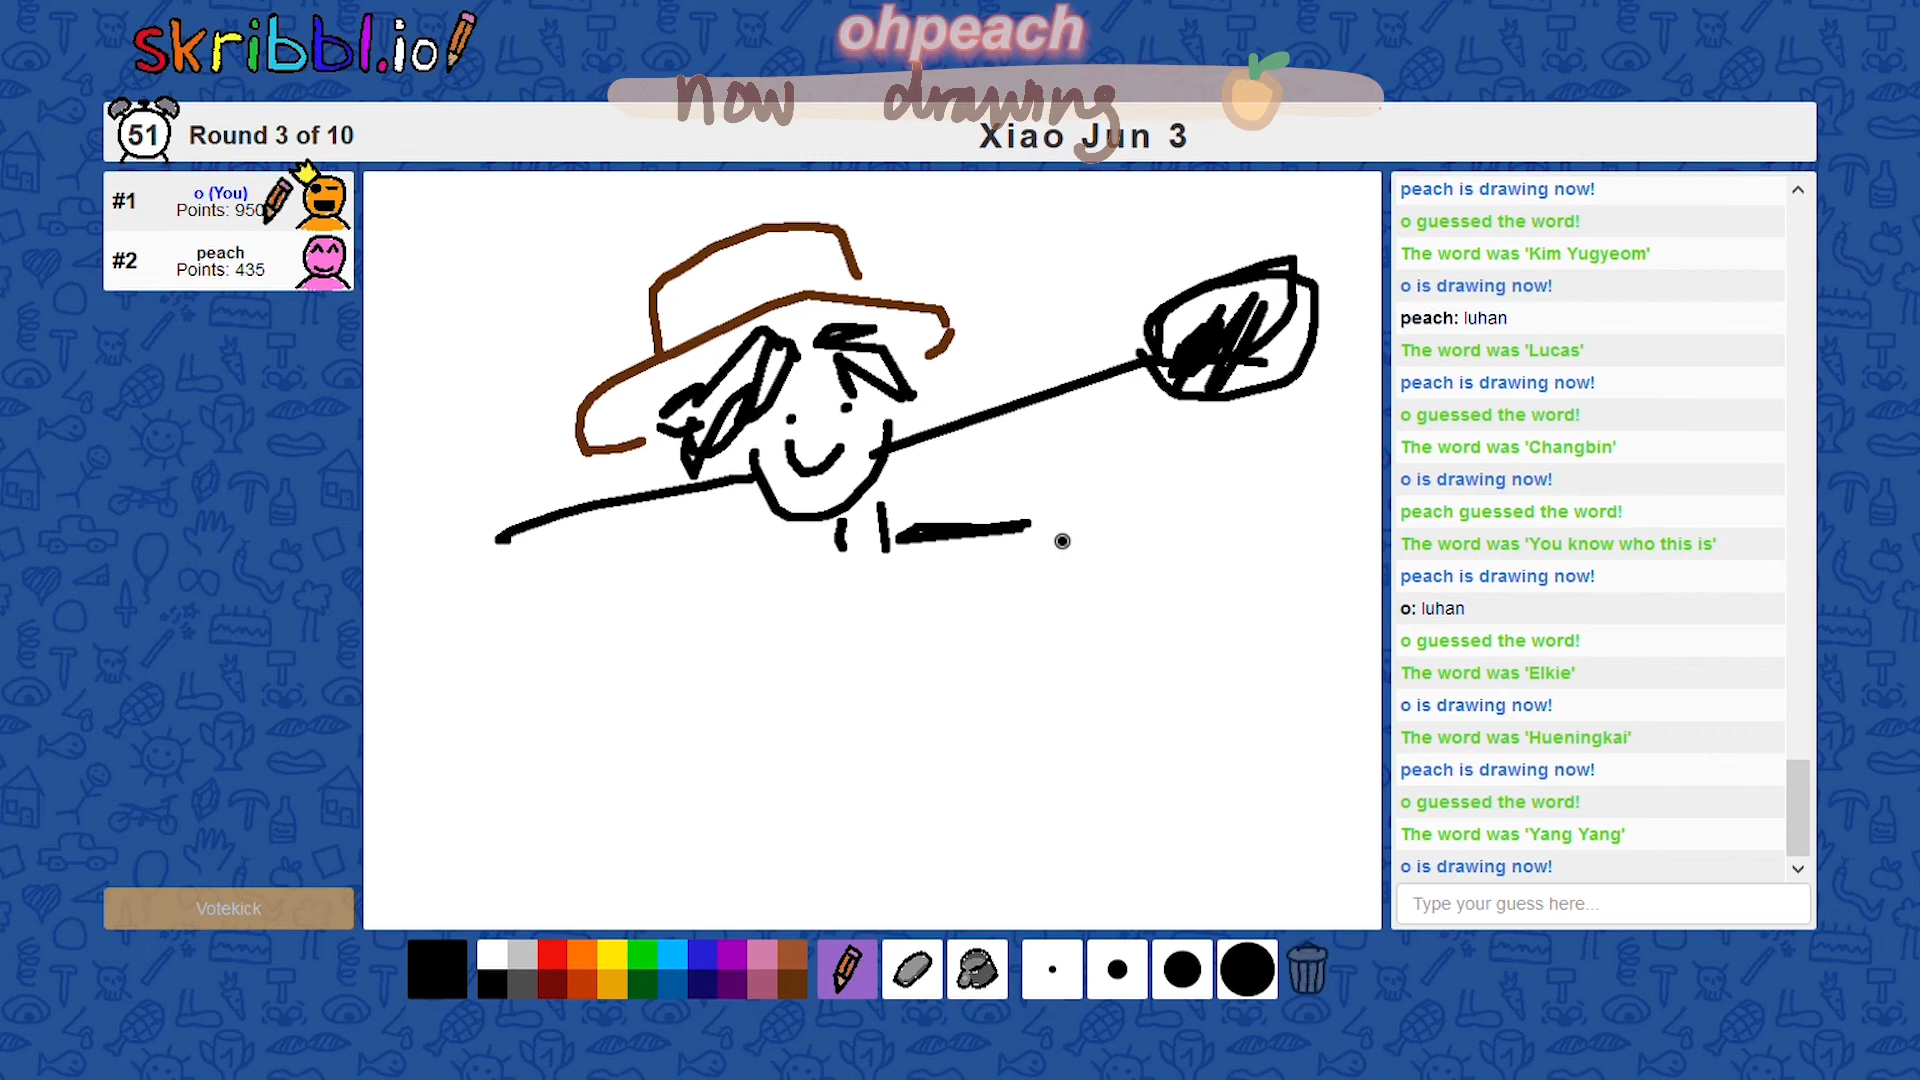 skribbl.io
ohpeach
now drawing
51
Round 3 of 10
Xiao Jun 3
#1
o (You)
Points: 950
#2
peach
Points: 435
Votekick
peach is drawing now!
o guessed the word!
The word was 'Kim Yugyeom'
o is drawing now!
peach: luhan
The word was 'Lucas'
peach is drawing now!
o guessed the word!
The word was 'Changbin'
o is drawing now!
peach guessed the word!
The word was 'You know who this is'
peach is drawing now!
o: luhan
o guessed the word!
The word was 'Elkie'
o is drawing now!
The word was 'Hueningkai'
peach is drawing now!
o guessed the word!
The word was 'Yang Yang'
o is drawing now!
Type your guess here...